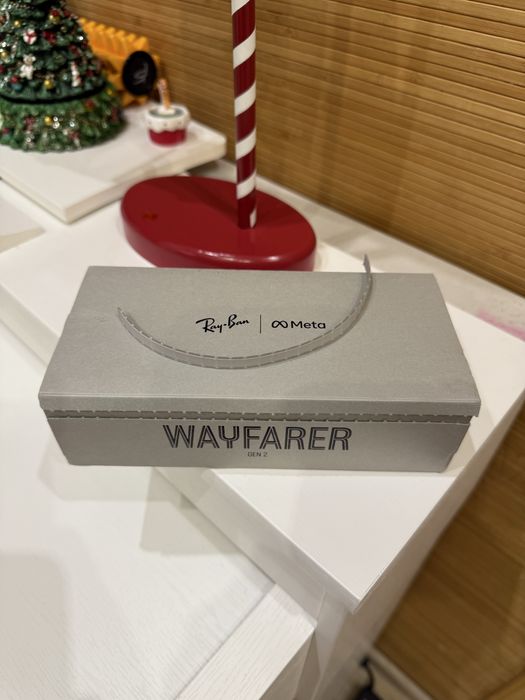 Ray-Ban | Meta
WAYFARER
GEN 2